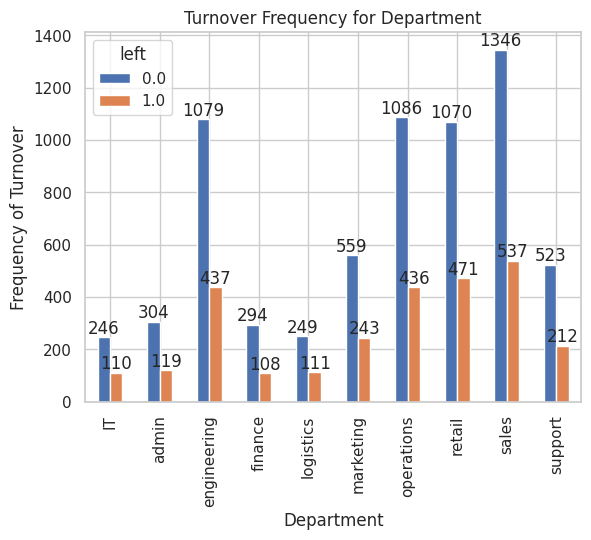 Turnover Frequency for Department
left
0.0
1.0
Frequency of Turnover
1400
1200
1000
800
600
400
200
0
246
110
304
119
1079
437
294
108
249
111
559
243
1086
436
1070
471
1346
537
523
212
IT
admin
engineering
finance
logistics
marketing
operations
retail
sales
support
Department